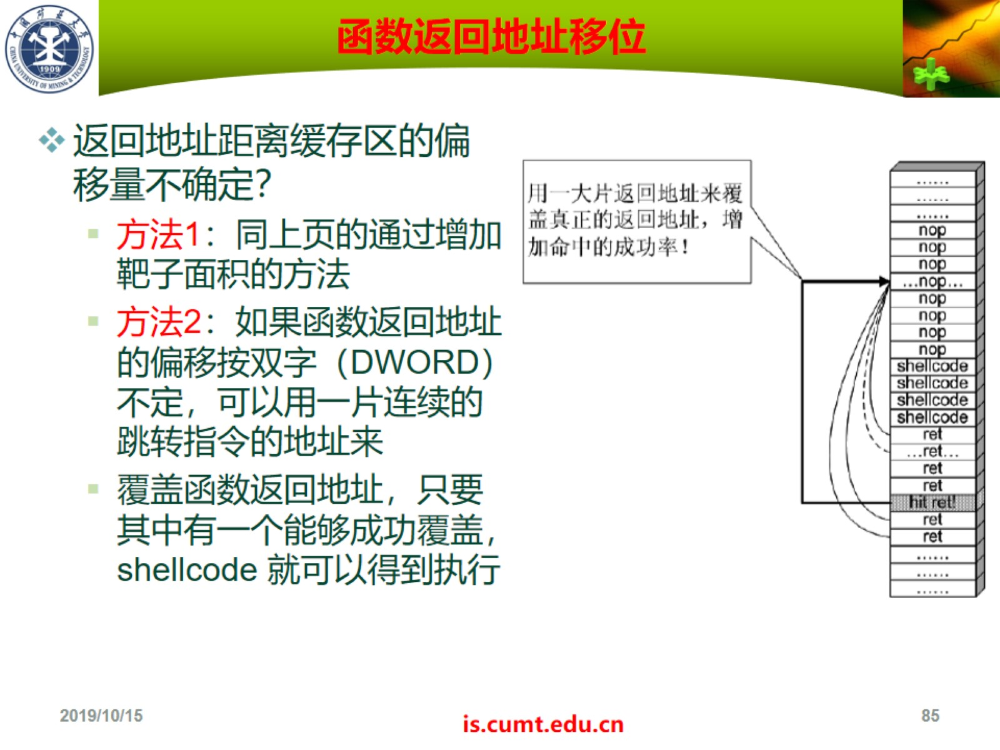 函数返回地址移位
中国矿业大学
CHINA UNIVERSITY OF MINING & TECHNOLOGY
1909
返回地址距离缓存区的偏
移量不确定?
方法1：同上页的通过增加
靶子面积的方法
方法2：如果函数返回地址
的偏移按双字（DWORD）
不定，可以用一片连续的
跳转指令的地址来
覆盖函数返回地址，只要
其中有一个能够成功覆盖，
shellcode 就可以得到执行
用一大片返回地址来覆
盖真正的返回地址，增
加命中的成功率！
……
……
……
nop
nop
nop
…nop…
nop
nop
nop
nop
shellcode
shellcode
shellcode
shellcode
ret
…ret…
ret
ret
hit ret!
ret
ret
……
……
……
2019/10/15
is.cumt.edu.cn
85